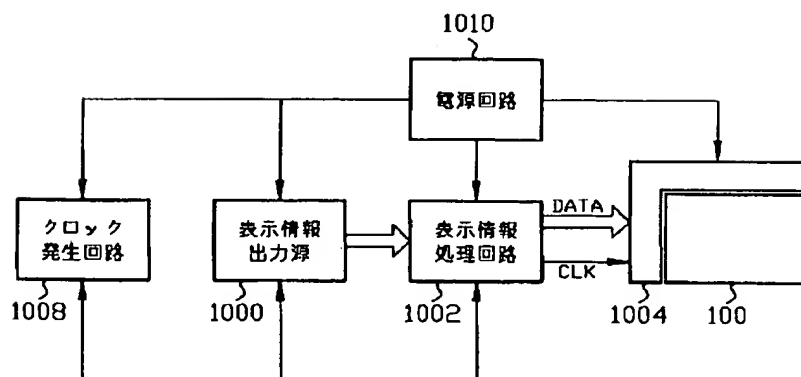 1010
電源回路
クロック
発生回路
表示情報
出力源
表示情報
処理回路
DATA
CLK
1008
1000
1002
1004
100